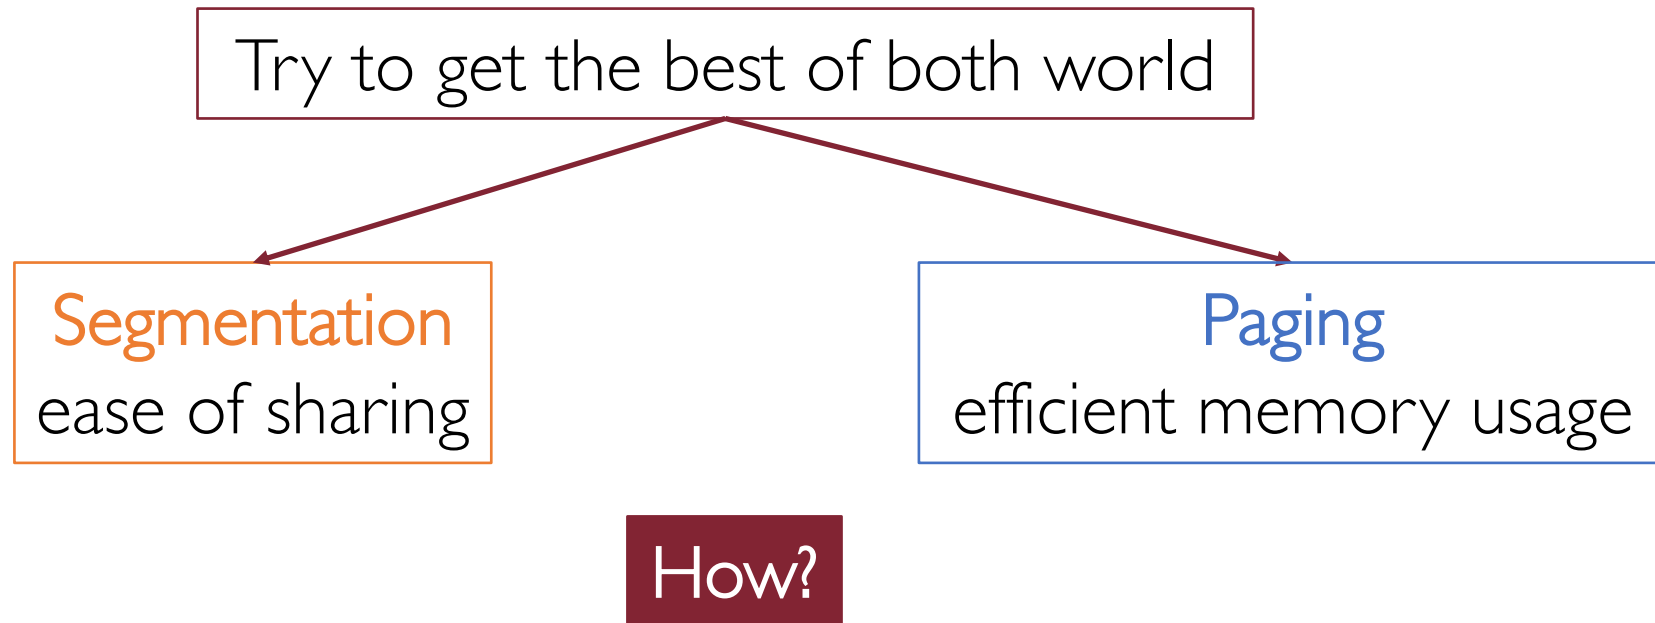 Try to get the best of both world
Segmentation
ease of sharing
Paging
efficient memory usage
How?